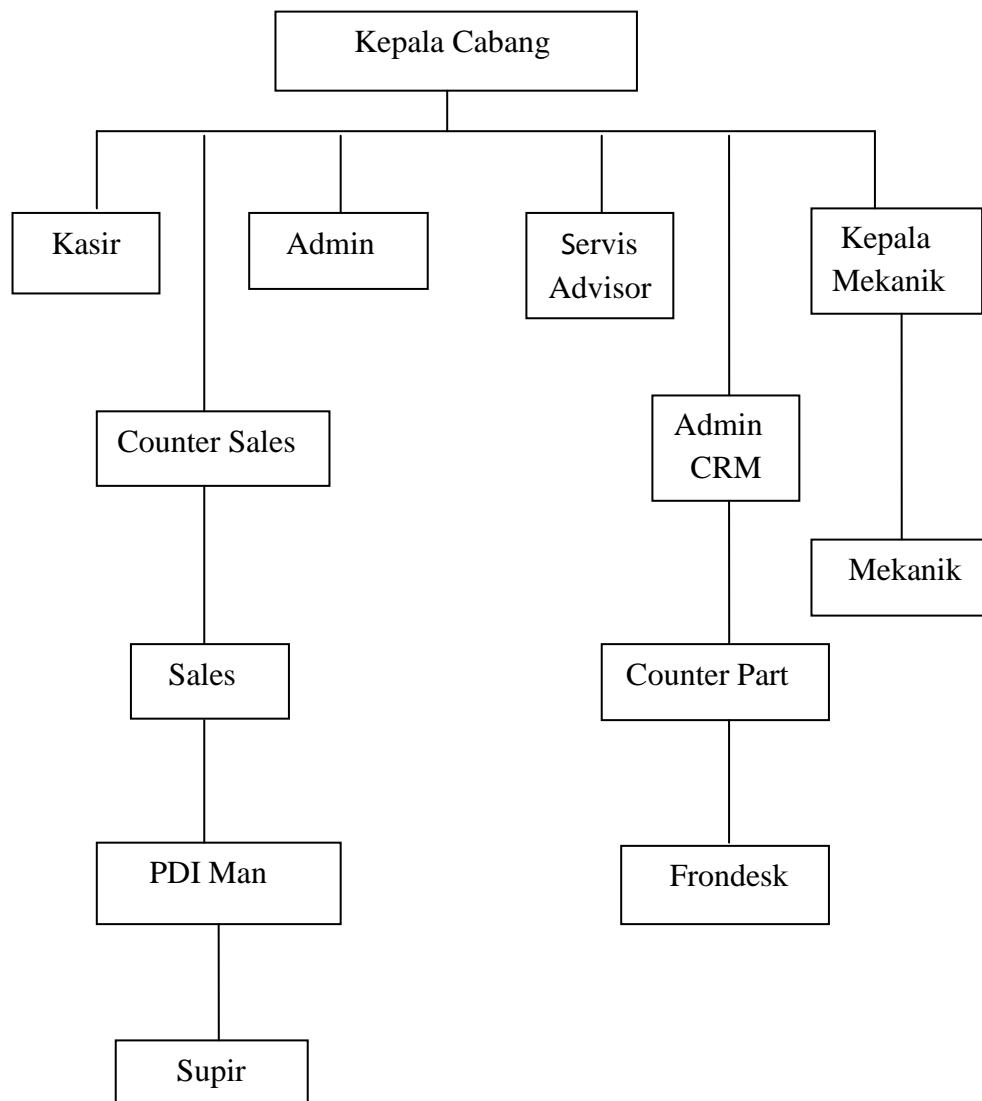 Kepala Cabang
Kasir
Admin
Servis
Advisor
Kepala
Mekanik
Counter Sales
Admin
CRM
Mekanik
Sales
Counter Part
PDI Man
Frondesk
Supir